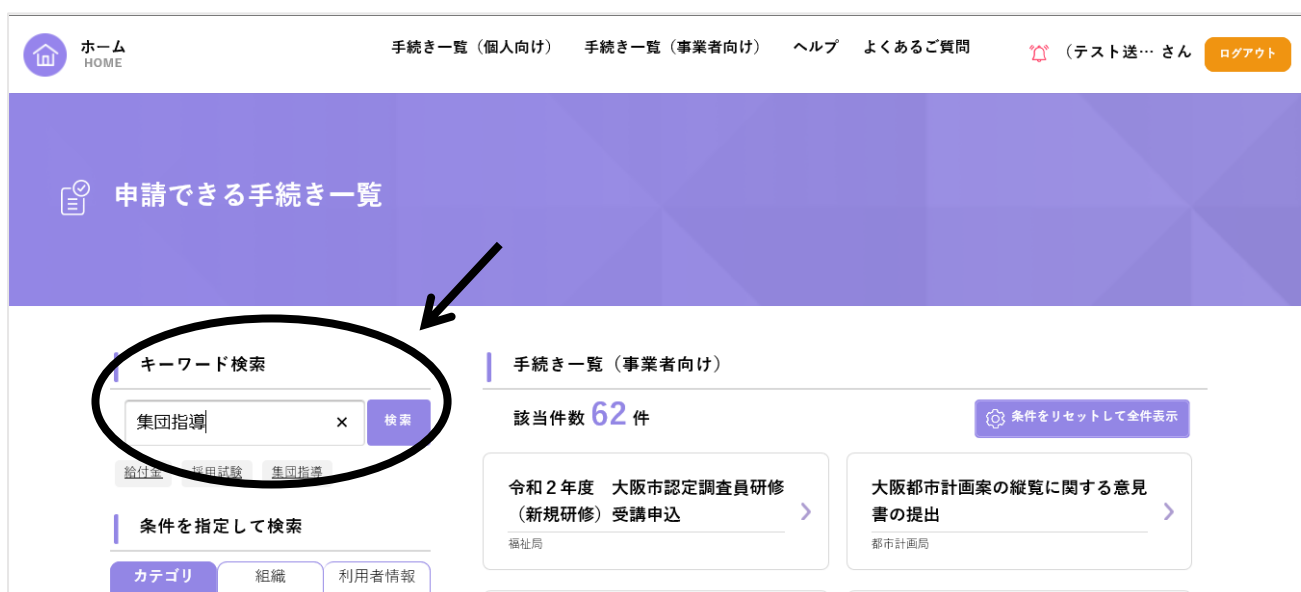 ホーム
HOME
手続き一覧（個人向け） 手続き一覧（事業者向け） ヘルプ よくあるご質問
（テスト送… さん
ログアウト
申請できる手続き一覧
キーワード検索
集団指導 × 検索
給付金 採用試験 集団指導
条件を指定して検索
カテゴリ 組織 利用者情報
手続き一覧（事業者向け）
該当件数 62 件
条件をリセットして全件表示
令和２年度　大阪市認定調査員研修
（新規研修）受講申込
福祉局
大阪都市計画案の縦覧に関する意見
書の提出
都市計画局